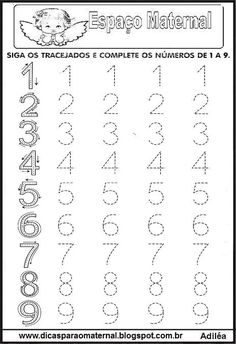 Espaço Maternal
SIGA OS TRACEJADOS E COMPLETE OS NÚMEROS DE 1 A 9.
1 1 1 1 1
2 2 2 2 2
3 3 3 3 3
4 4 4 4 4
5 5 5 5 5
6 6 6 6 6
7 7 7 7 7
8 8 8 8 8
9 9 9 9 9
www.dicasparaomaternal.blogspot.com.br Adiléa